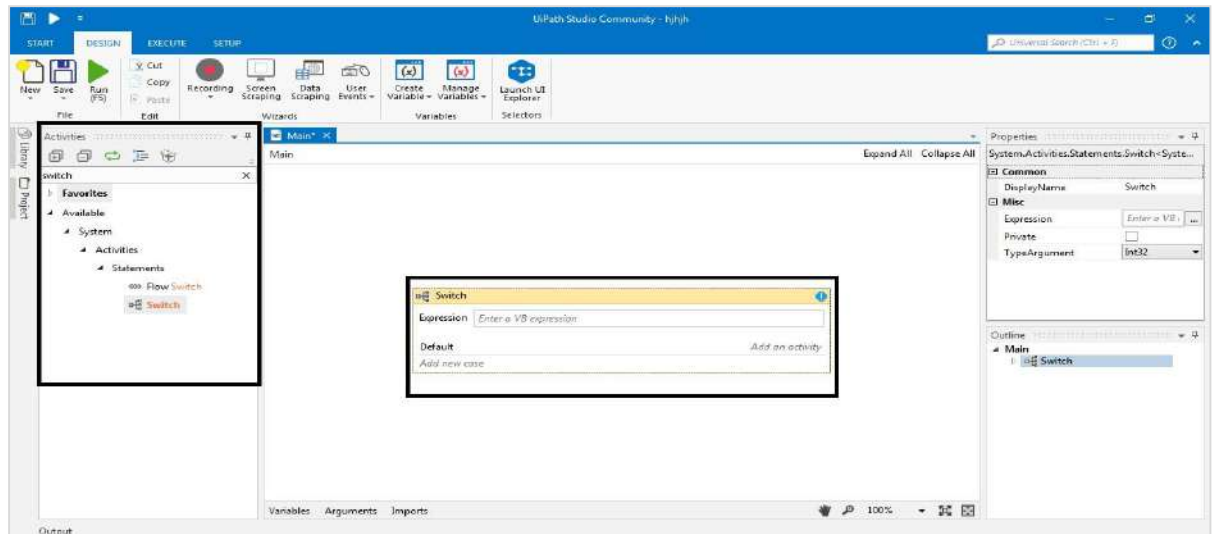 UiPath Studio Community - hjhjh
START DESIGN EXECUTE SETUP
Universal Search (Ctrl + F)
New Save Run (F5)
Cut
Copy
Paste
Recording
Screen Scraping
Data Scraping
User Events
Create Variable
Manage Variables
Launch UI Explorer
File Edit Wizards Variables Selectors
Library
Project
Activities
switch
Favorites
Available
System
Activities
Statements
Flow Switch
Switch
Main*
Main Expand All Collapse All
Switch
Expression Enter a VB expression
Default Add an activity
Add new case
Variables Arguments Imports 100%
Properties
System.Activities.Statements.Switch<Syste...
Common
DisplayName Switch
Misc
Expression Enter a VB ...
Private
TypeArgument Int32
Outline
Main
Switch
Output